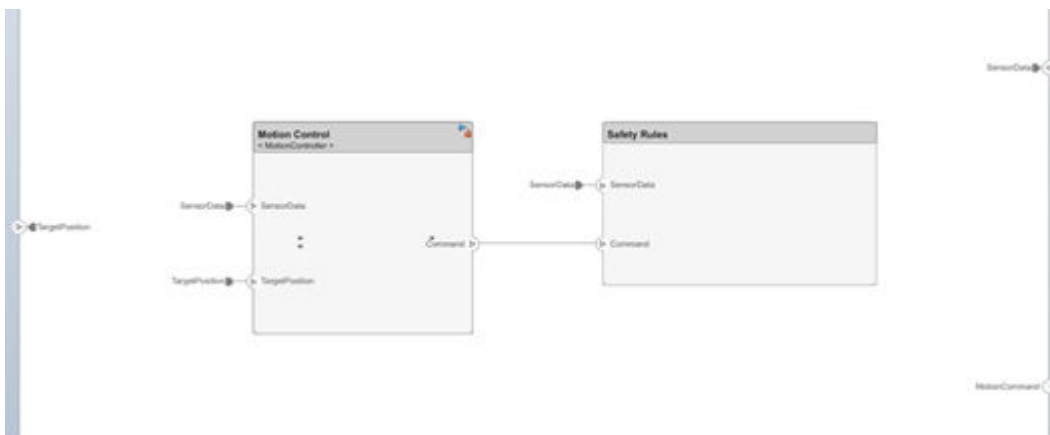 SensorData
Motion Control
< MotionController >
Safety Rules
SensorData
SensorData
SensorData
SensorData
TargetPosition
Command
Command
TargetPosition
TargetPosition
MotionCommand